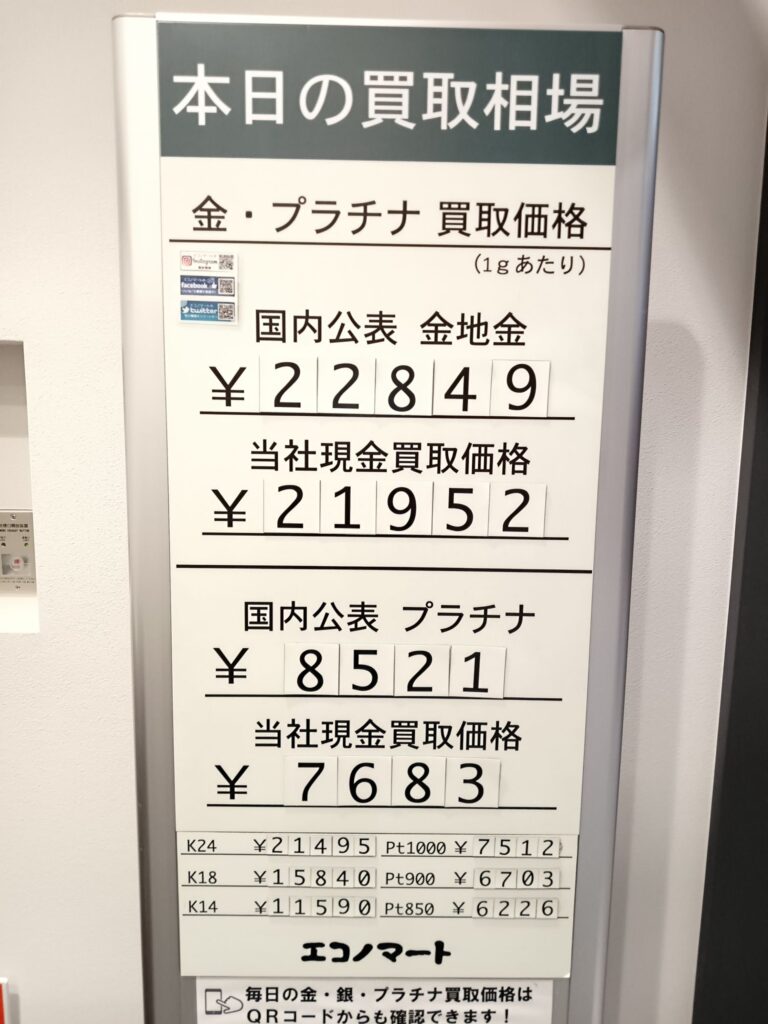 本日の買取相場
金・プラチナ 買取価格
(1gあたり)
Instagram
facebook
twitter
国内公表 金地金
¥22849
当社現金買取価格
¥21952
国内公表 プラチナ
¥8521
当社現金買取価格
¥7683
K24 ¥21495 Pt1000 ¥7512
K18 ¥15840 Pt900 ¥6703
K14 ¥11590 Pt850 ¥6226
エコノマート
毎日の金・銀・プラチナ買取価格は
QRコードからも確認できます！